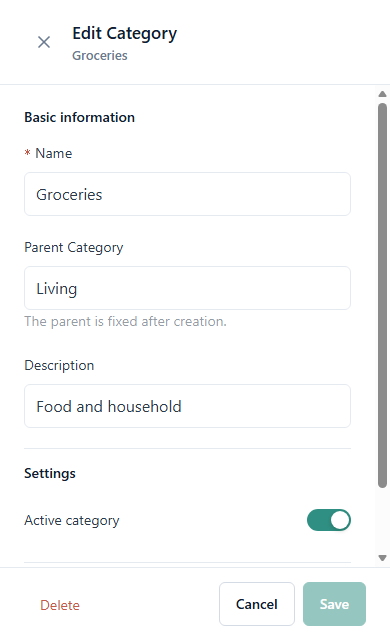 Edit Category
Groceries
Basic information
* Name
Groceries
Parent Category
Living
The parent is fixed after creation.
Description
Food and household
Settings
Active category
Delete
Cancel
Save